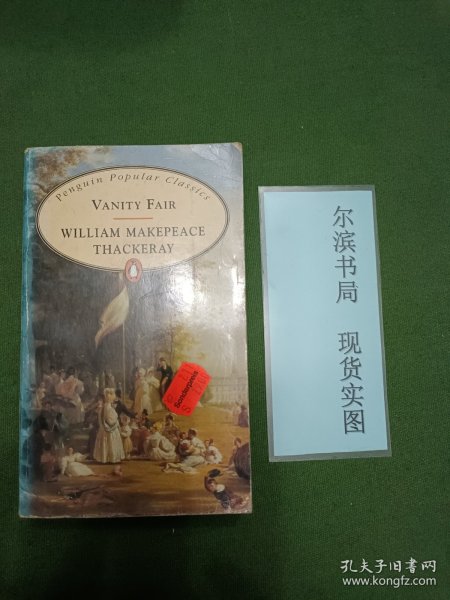 Penguin Popular Classics
VANITY FAIR
WILLIAM MAKEPEACE
THACKERAY
Sonderpreis
尔滨书局 现货实图
孔夫子旧书网
www.kongfz.com